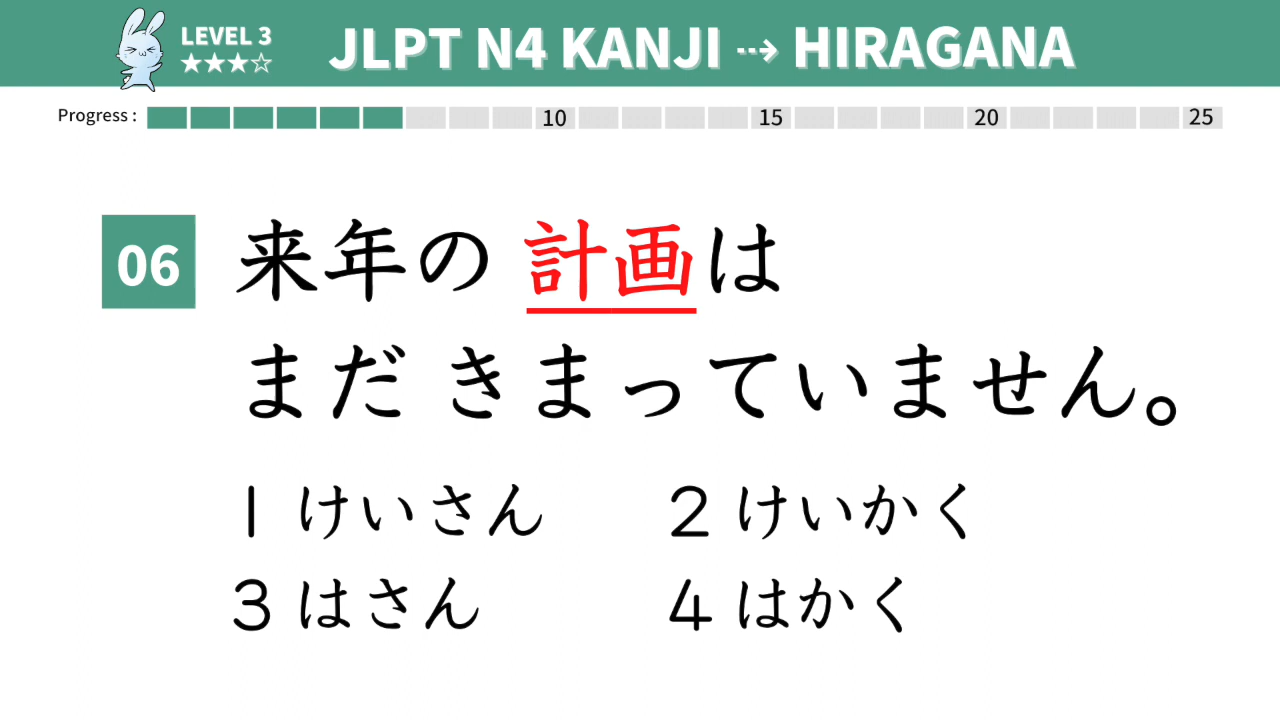 LEVEL 3
★★★☆
JLPT N4 KANJI ⇢ HIRAGANA
Progress : 10 15 20 25
06 来年の 計画は
まだ きまっていません。
1 けいさん 2 けいかく
3 はさん 4 はかく